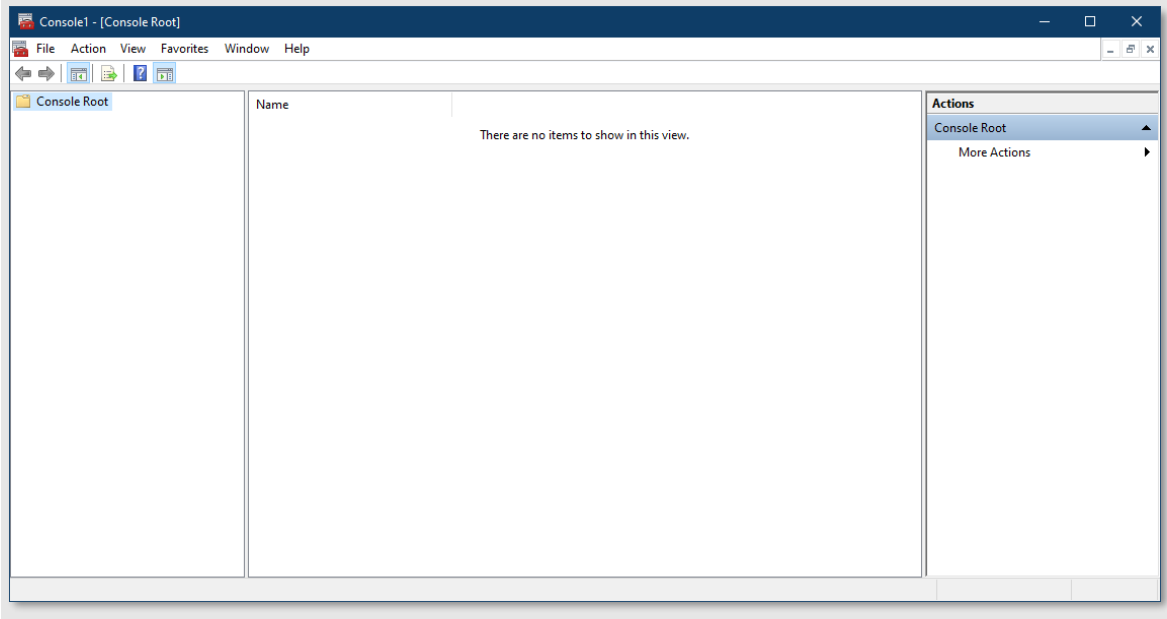 Console1 - [Console Root]
File Action View Favorites Window Help
Console Root
Name
There are no items to show in this view.
Actions
Console Root
More Actions